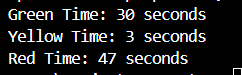 Green Time: 30 seconds
Yellow Time: 3 seconds
Red Time: 47 seconds